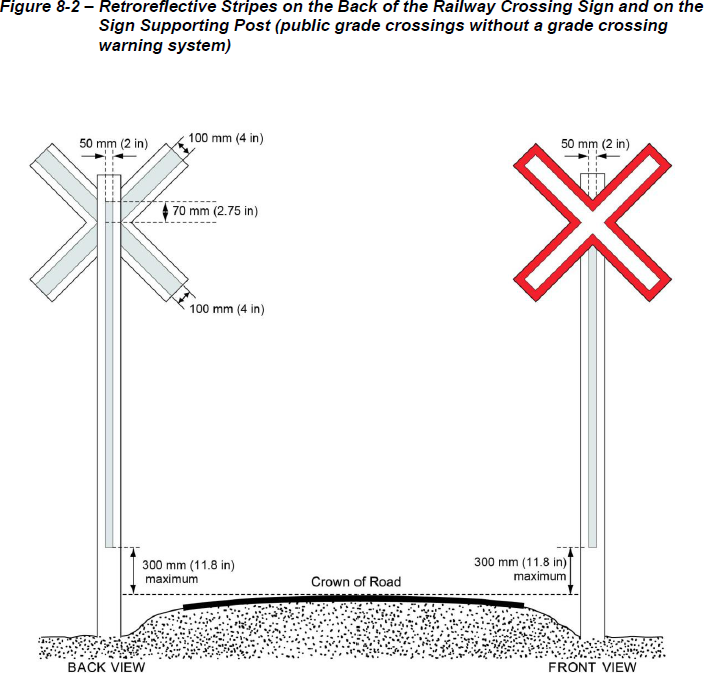 Figure 8-2 – Retroreflective Stripes on the Back of the Railway Crossing Sign and on the
Sign Supporting Post (public grade crossings without a grade crossing
warning system)
50 mm (2 in)
100 mm (4 in)
70 mm (2.75 in)
100 mm (4 in)
50 mm (2 in)
300 mm (11.8 in)
maximum
Crown of Road
300 mm (11.8 in)
maximum
BACK VIEW
FRONT VIEW